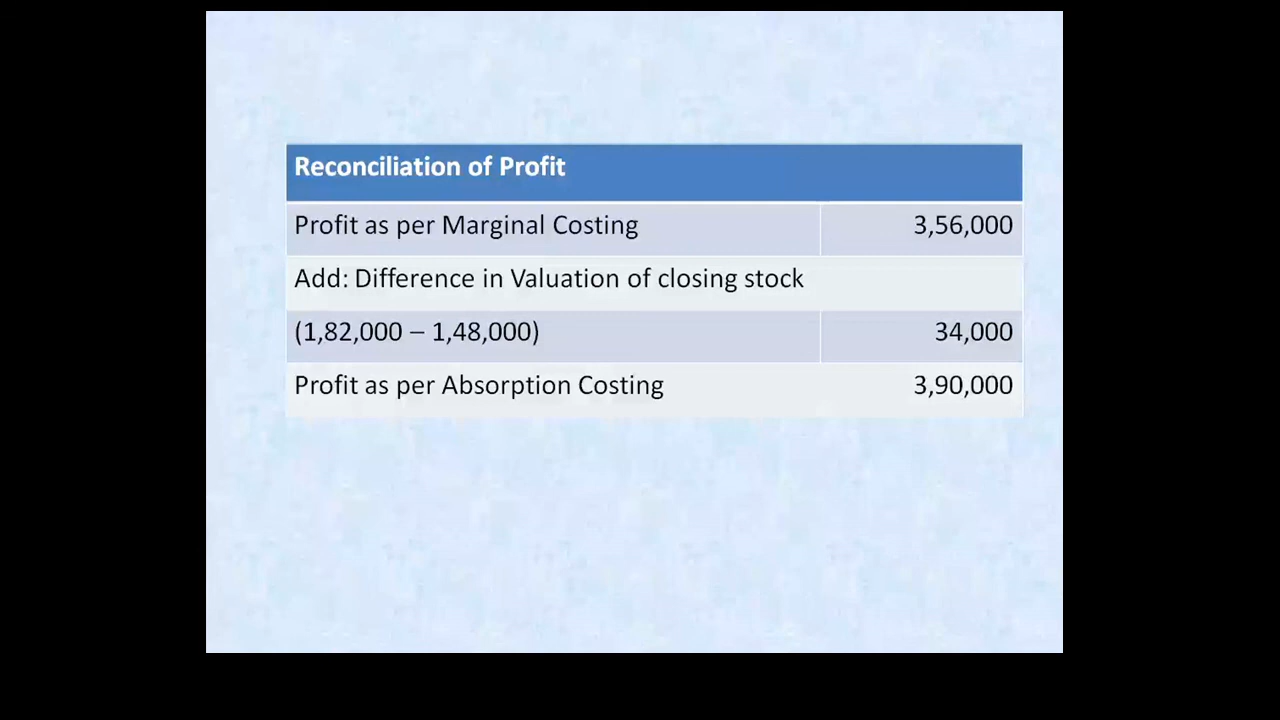 Reconciliation of Profit
Profit as per Marginal Costing 3,56,000
Add: Difference in Valuation of closing stock
(1,82,000 – 1,48,000) 34,000
Profit as per Absorption Costing 3,90,000